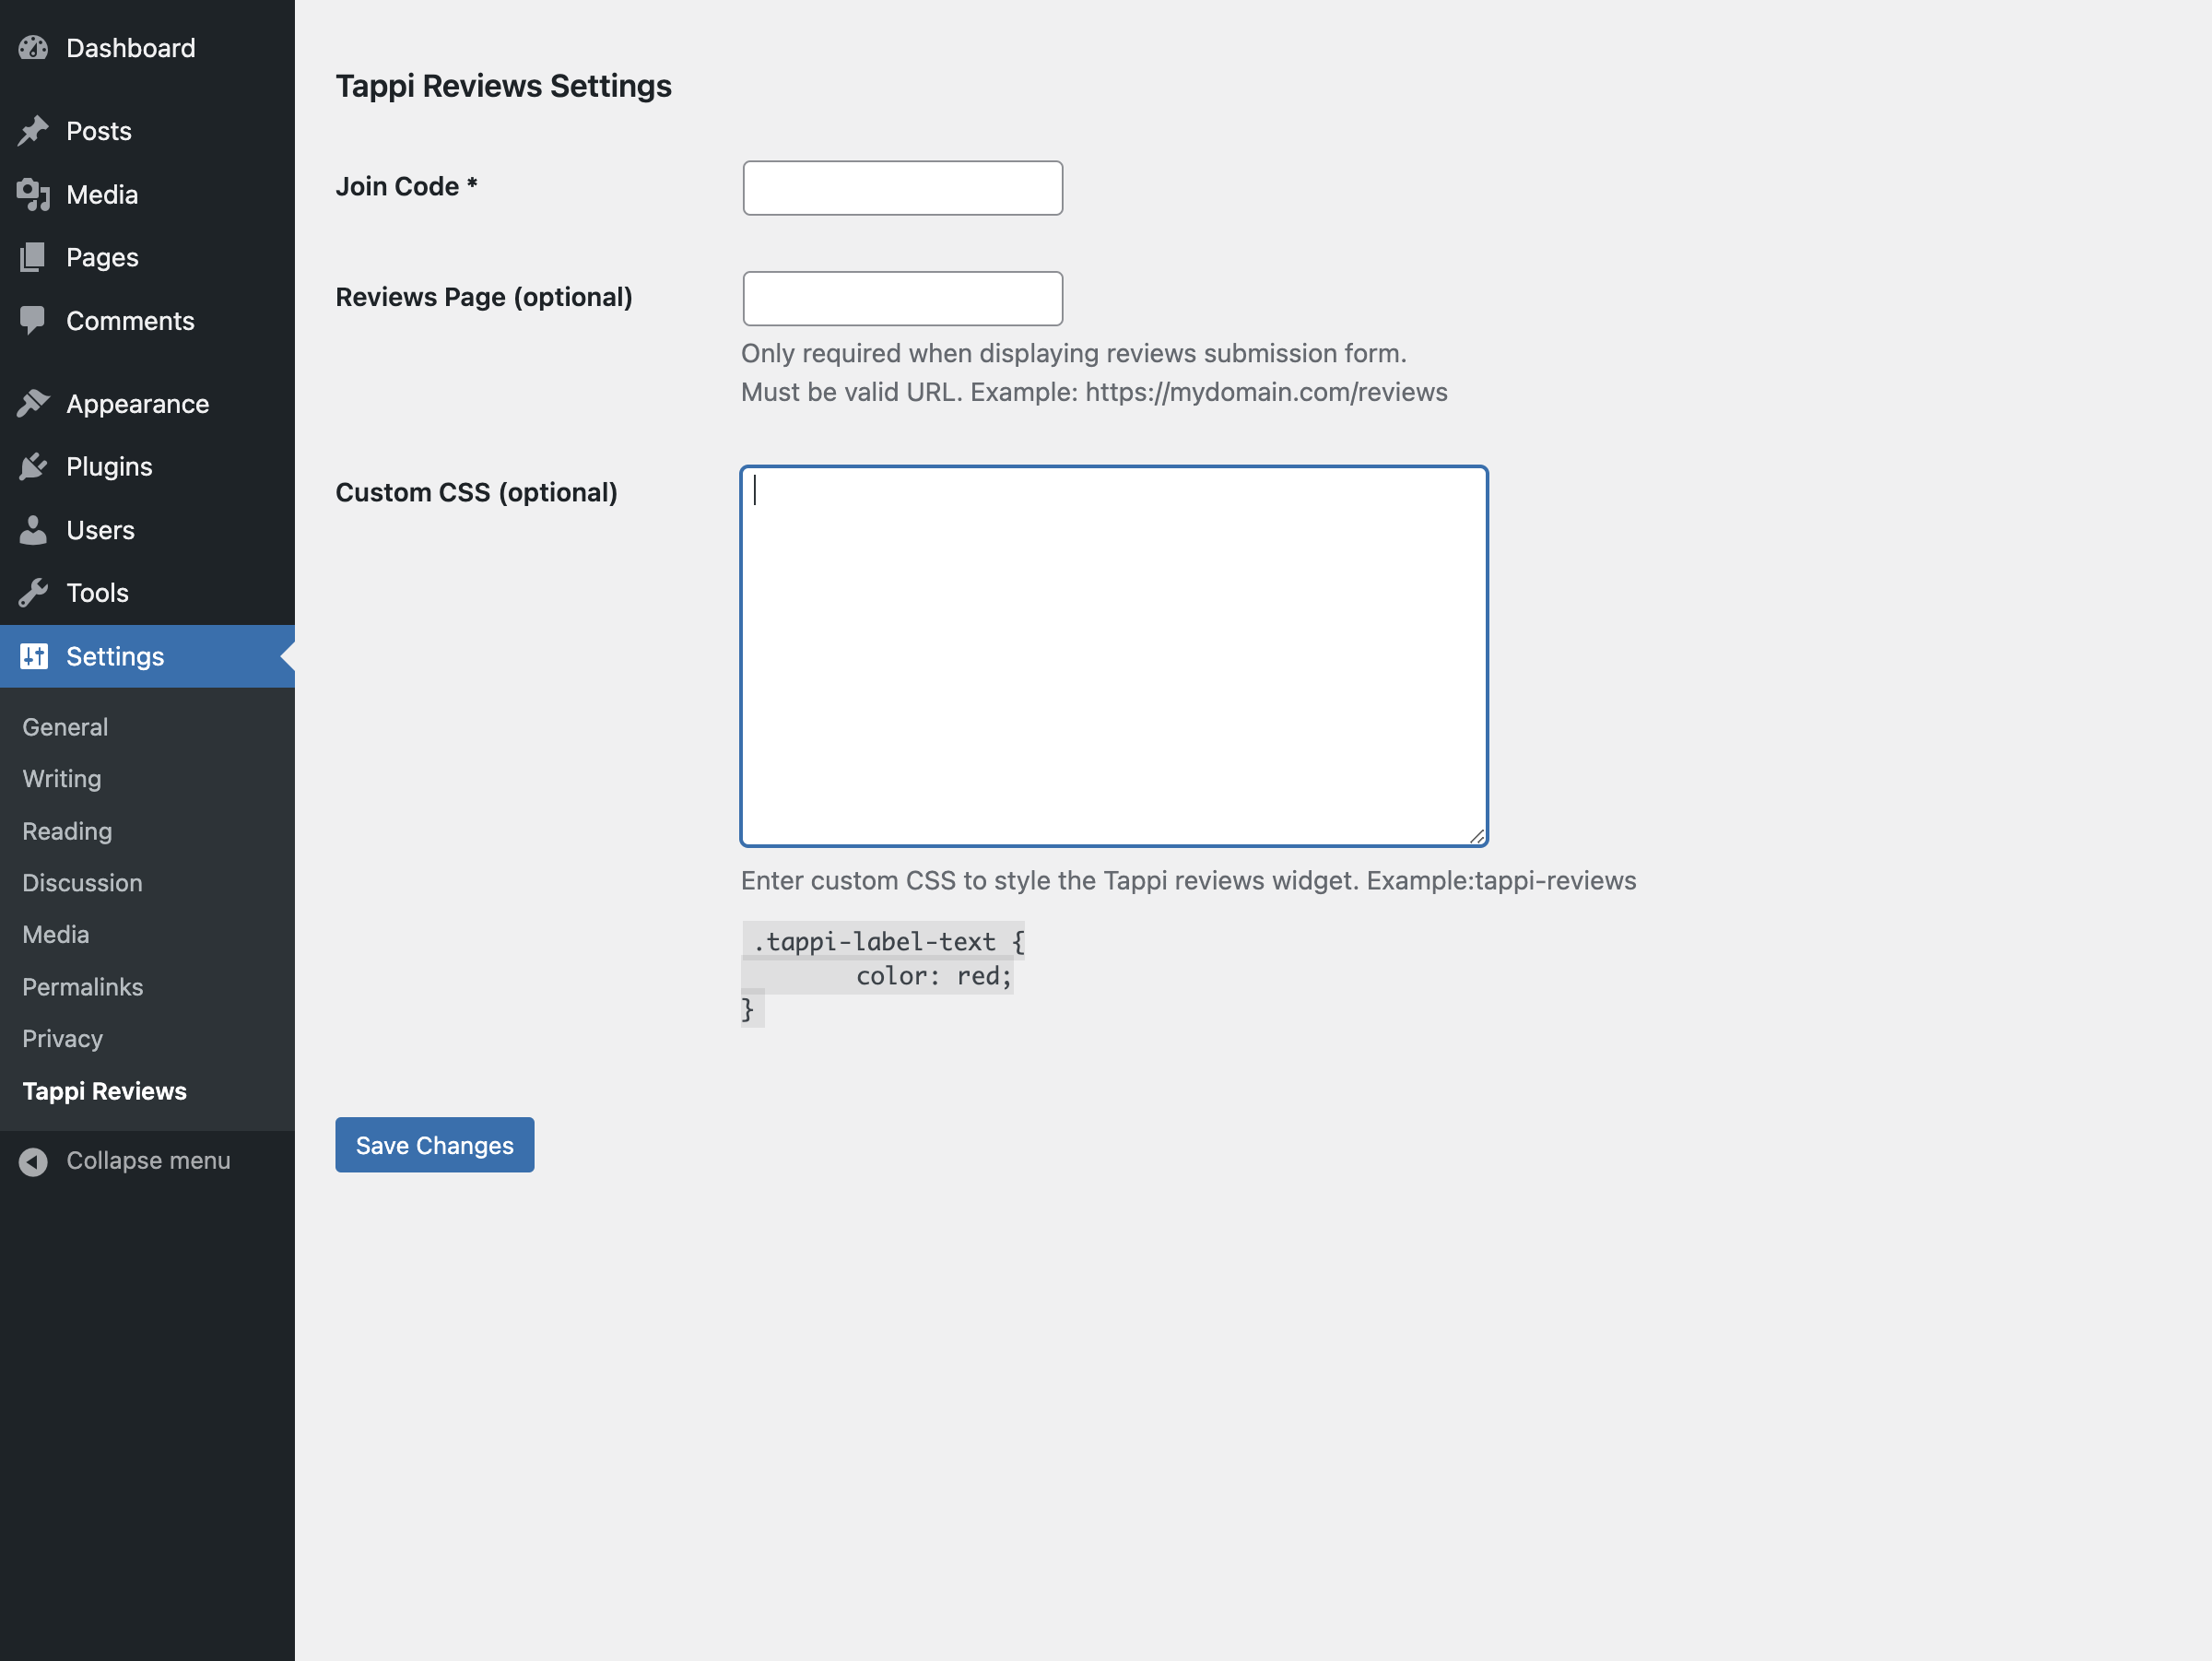 Dashboard
Posts
Media
Pages
Comments
Appearance
Plugins
Users
Tools
Settings
General
Writing
Reading
Discussion
Media
Permalinks
Privacy
Tappi Reviews
Collapse menu
Tappi Reviews Settings
Join Code *
Reviews Page (optional)
Only required when displaying reviews submission form.
Must be valid URL. Example: https://mydomain.com/reviews
Custom CSS (optional)
Enter custom CSS to style the Tappi reviews widget. Example:tappi-reviews
.tappi-label-text {
color: red;
}
Save Changes